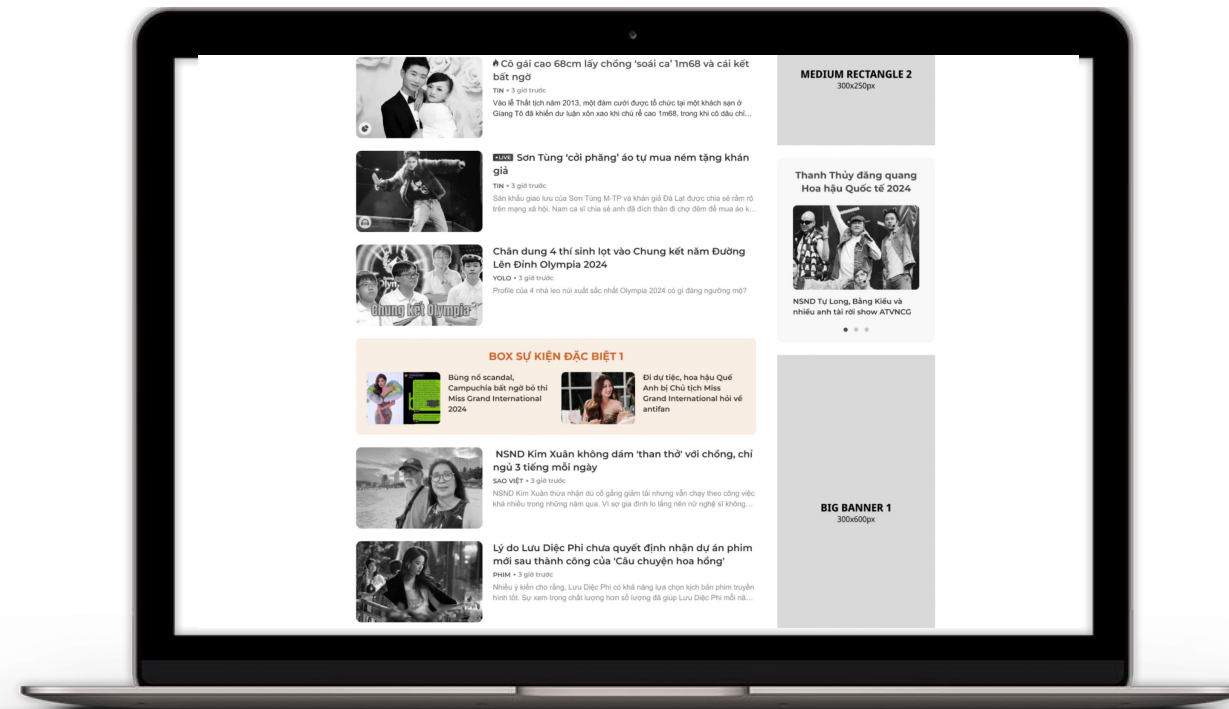 Cô gái cao 68cm lấy chồng 'soái ca' 1m68 và cái kết
bất ngờ
TIN • 3 giờ trước
Vào lễ Thất tịch năm 2013, một đám cưới được tổ chức tại một khách sạn ở
Giang Tô đã khiến dư luận xôn xao khi chú rể cao 1m68, trong khi cô dâu chỉ...
• LIVE Sơn Tùng 'cởi phăng' áo tự mua ném tặng khán
giả
TIN • 3 giờ trước
Sân khấu giao lưu của Sơn Tùng M-TP và khán giả Đà Lạt được chia sẻ rầm rộ
trên mạng xã hội. Nam ca sĩ chia sẻ anh đã đích thân đi chợ đêm để mua áo k...
Chân dung 4 thí sinh lọt vào Chung kết năm Đường
Lên Đỉnh Olympia 2024
YOLO • 3 giờ trước
Profile của 4 nhà leo núi xuất sắc nhất Olympia 2024 có gì đáng ngưỡng mộ?
Chung kết Olympia
BOX SỰ KIỆN ĐẶC BIỆT 1
Bùng nổ scandal,
Campuchia bất ngờ bỏ thi
Miss Grand International
2024
Đi dự tiệc, hoa hậu Quế
Anh bị Chủ tịch Miss
Grand International hỏi về
antifan
NSND Kim Xuân không dám 'than thở' với chồng, chỉ
ngủ 3 tiếng mỗi ngày
SAO VIỆT • 3 giờ trước
NSND Kim Xuân thừa nhận dù cố gắng giảm tải nhưng vẫn chạy theo công việc
khá nhiều trong những năm qua. Vì sợ gia đình lo lắng nên nữ nghệ sĩ không...
Lý do Lưu Diệc Phi chưa quyết định nhận dự án phim
mới sau thành công của 'Câu chuyện hoa hồng'
PHIM • 3 giờ trước
Nhiều ý kiến cho rằng, Lưu Diệc Phi có khả năng lựa chọn kịch bản phim truyền
hình tốt. Sự xem trọng chất lượng hơn số lượng đã giúp Lưu Diệc Phi mỗi nă...
MEDIUM RECTANGLE 2
300x250px
Thanh Thủy đăng quang
Hoa hậu Quốc tế 2024
NSND Tự Long, Bằng Kiều và
nhiều anh tài rời show ATVNCG
BIG BANNER 1
300x600px